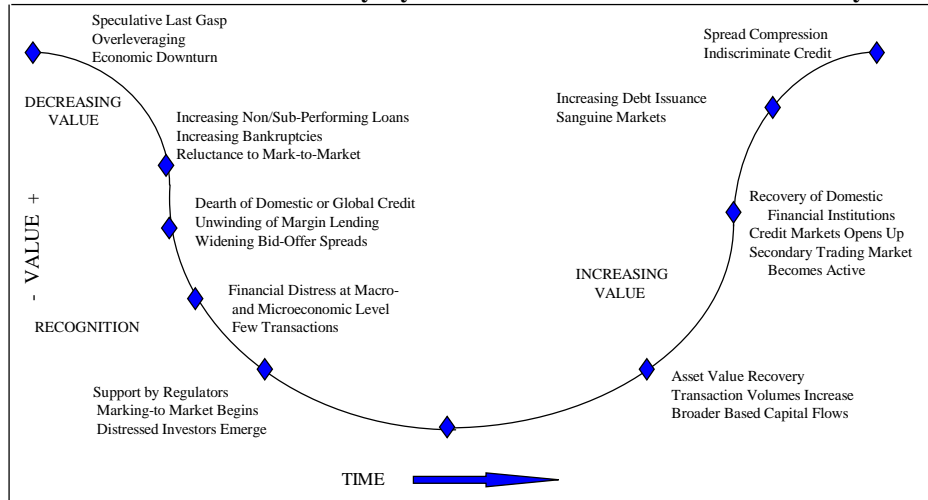 Speculative Last Gasp
Overleveraging
Economic Downturn
DECREASING
VALUE
Increasing Non/Sub-Performing Loans
Increasing Bankruptcies
Reluctance to Mark-to-Market
Dearth of Domestic or Global Credit
Unwinding of Margin Lending
Widening Bid-Offer Spreads
- VALUE +
Financial Distress at Macro-
and Microeconomic Level
Few Transactions
RECOGNITION
Support by Regulators
Marking-to Market Begins
Distressed Investors Emerge
TIME
Asset Value Recovery
Transaction Volumes Increase
Broader Based Capital Flows
INCREASING
VALUE
Recovery of Domestic
Financial Institutions
Credit Markets Opens Up
Secondary Trading Market
Becomes Active
Increasing Debt Issuance
Sanguine Markets
Spread Compression
Indiscriminate Credit